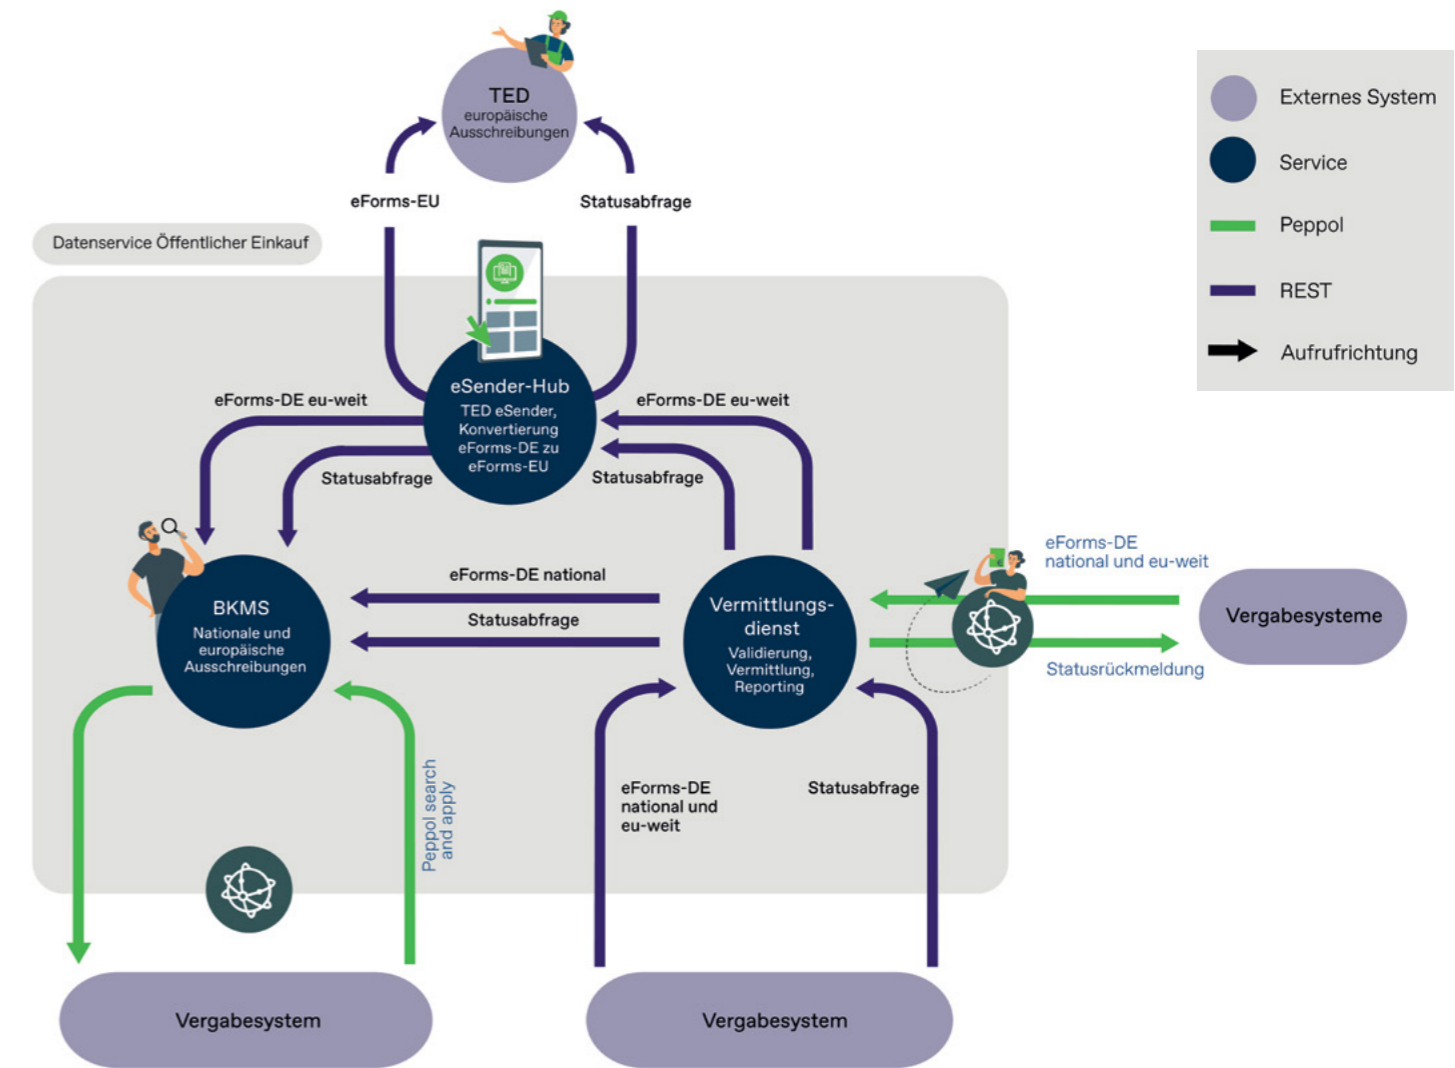 TED
europäische
Ausschreibungen
eForms-EU
Statusabfrage
Datenservice Öffentlicher Einkauf
eSender-Hub
TED eSender,
Konvertierung
eForms-DE zu
eForms-EU
eForms-DE eu-weit
Statusabfrage
eForms-DE eu-weit
Statusabfrage
BKMS
Nationale und
europäische
Ausschreibungen
eForms-DE national
Statusabfrage
Vermittlungs-
dienst
Validierung,
Vermittlung,
Reporting
eForms-DE
national und eu-weit
Statusrückmeldung
Vergabesysteme
Peppol search
and apply
eForms-DE
national und
eu-weit
Statusabfrage
Vergabesystem
Vergabesystem
Externes System
Service
Peppol
REST
Aufrufrichtung